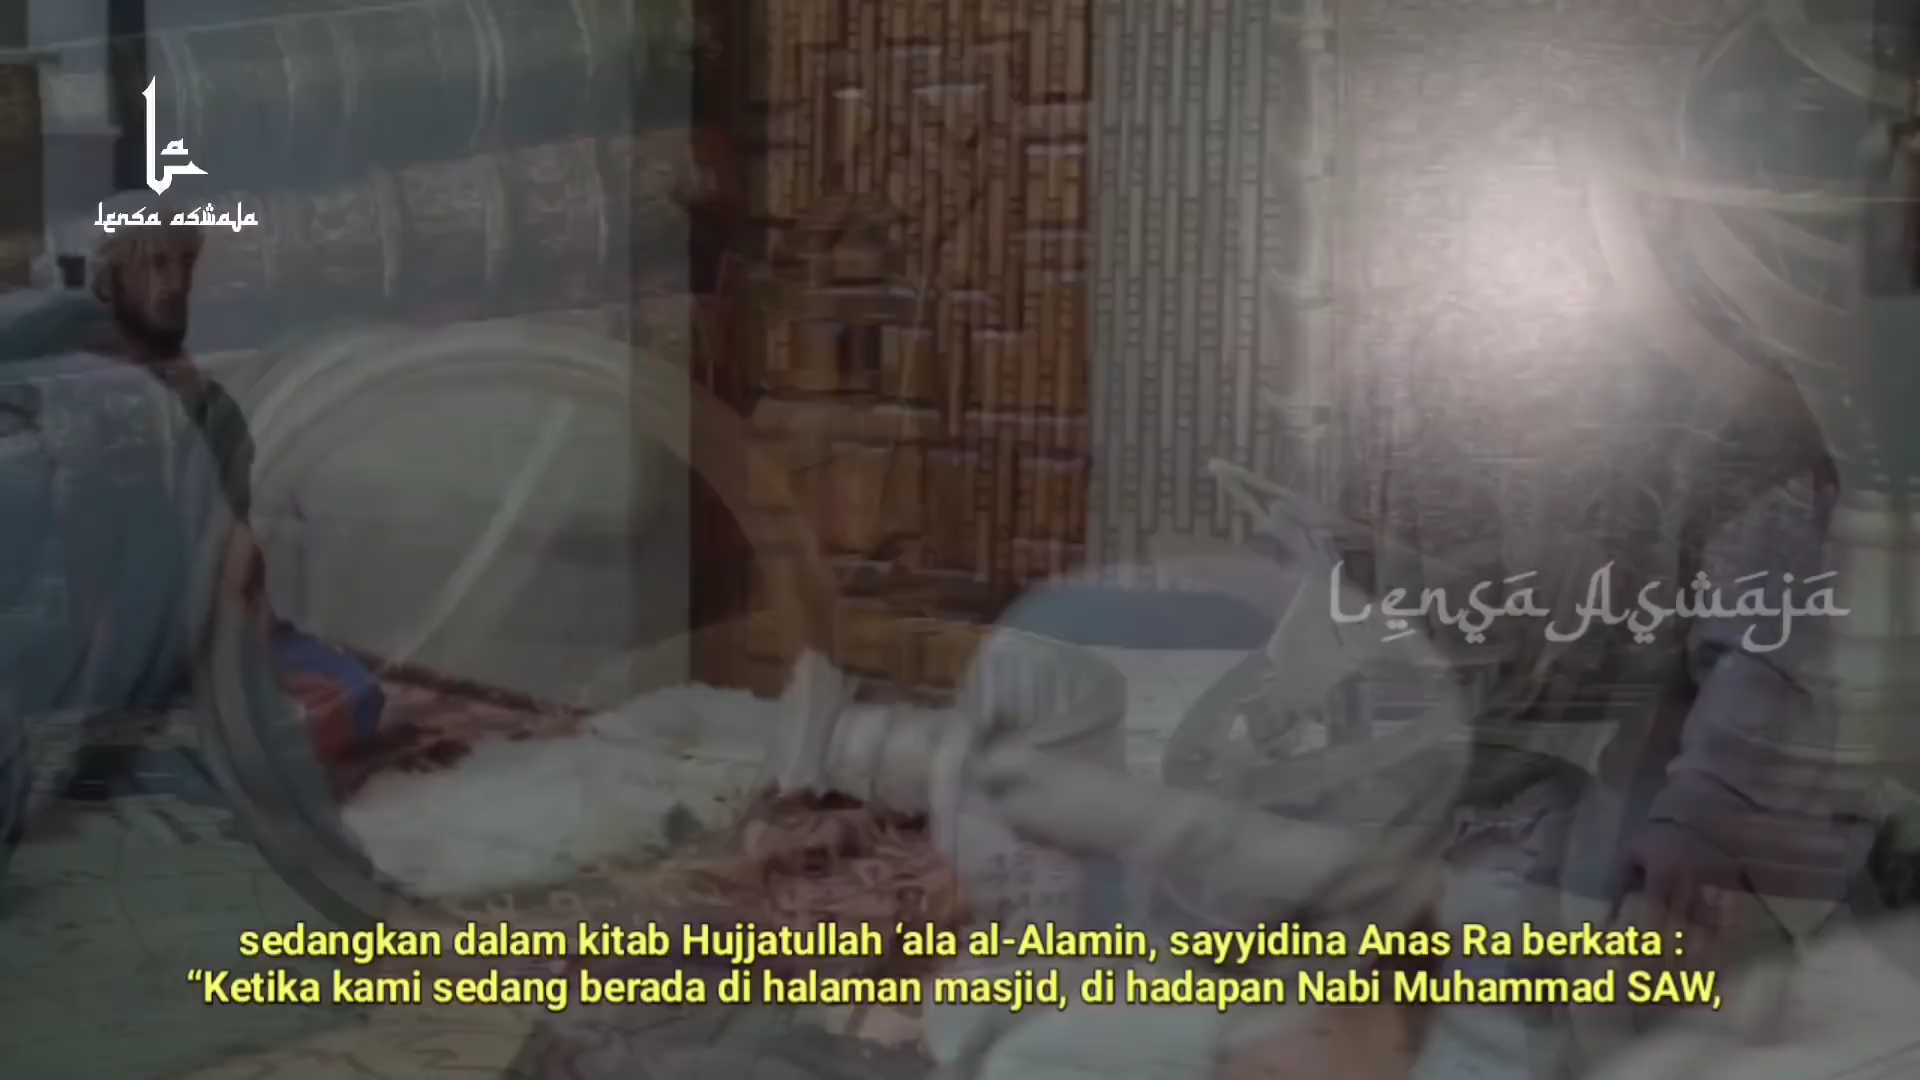 Lensa Aswaja
Lensa Aswaja
sedangkan dalam kitab Hujjatullah ‘ala al-Alamin, sayyidina Anas Ra berkata :
“Ketika kami sedang berada di halaman masjid, di hadapan Nabi Muhammad SAW,